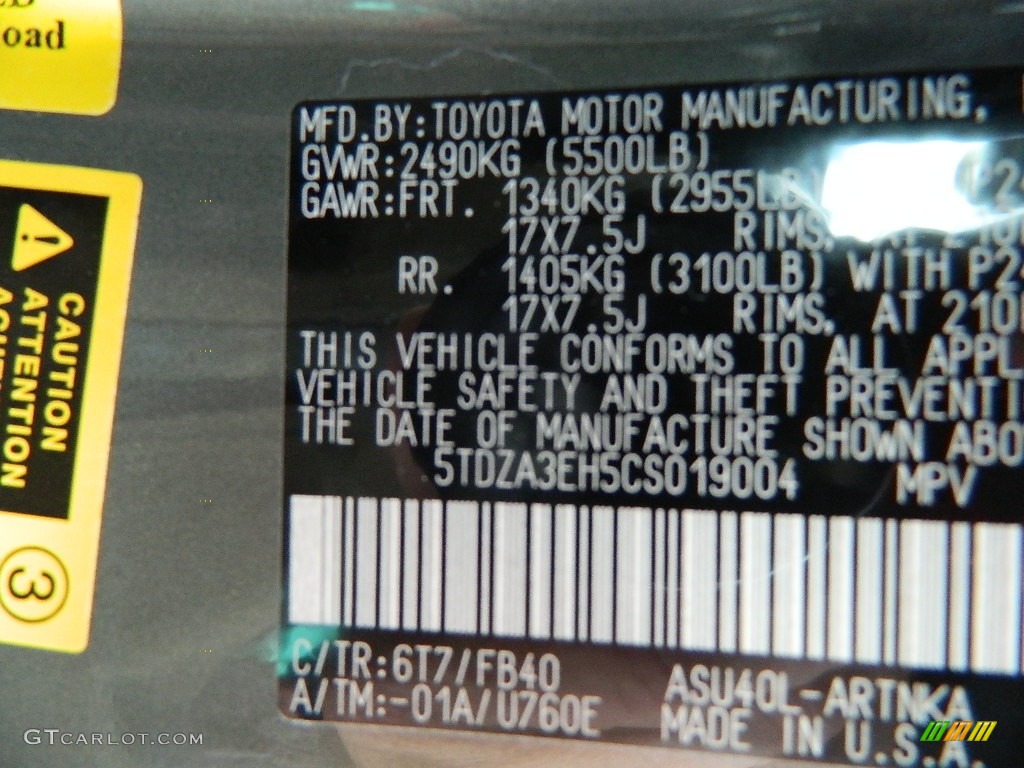 oad
CAUTION
ATTENTION
3
MFD.BY:TOYOTA MOTOR MANUFACTURING,
GVWR:2490KG (5500LB)
GAWR:FRT. 1340KG (2955LB P2
17X7.5J RIMS. AT 210
RR. 1405KG (3100LB) WITH P24
17X7.5J RIMS. AT 210
THIS VEHICLE CONFORMS TO ALL APPL
VEHICLE SAFETY AND THEFT PREVENTI
THE DATE OF MANUFACTURE SHOWN ABO
5TDZA3EH5CS019004 MPV
C/TR:6T7/FB40 ASU40L-ARTNKA
A/TM:-01A/U760E MADE IN U.S.A.
GTCARLOT.COM